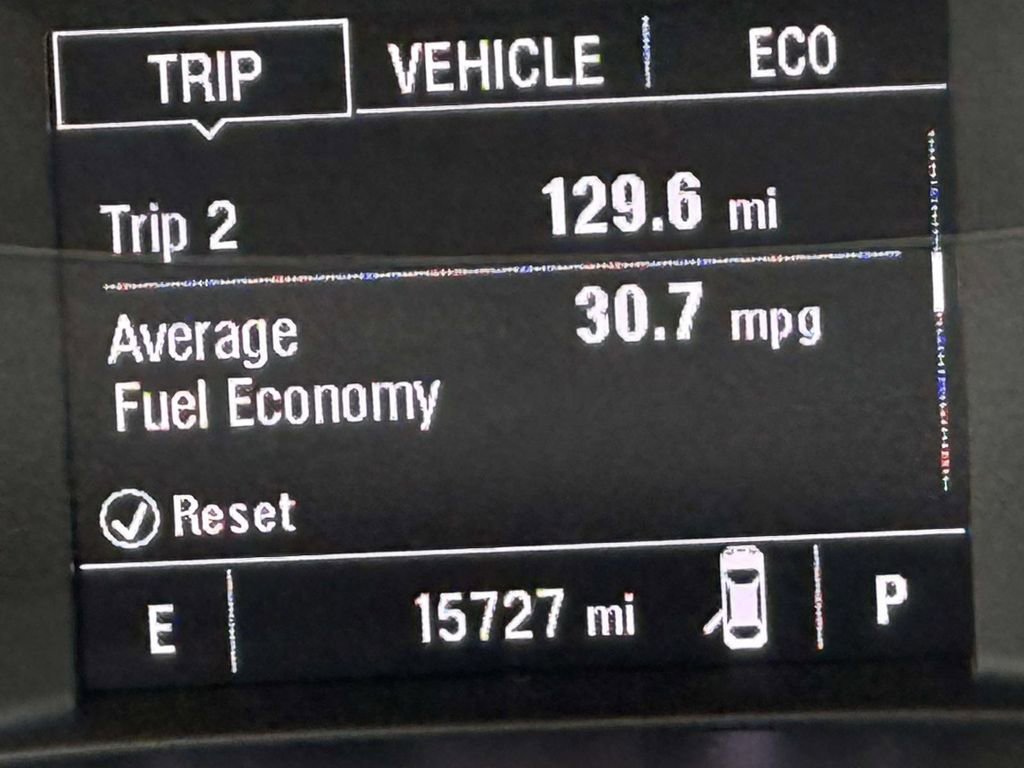 TRIP VEHICLE ECO
Trip 2 129.6 mi
Average 30.7 mpg
Fuel Economy
Reset
E 15727 mi P